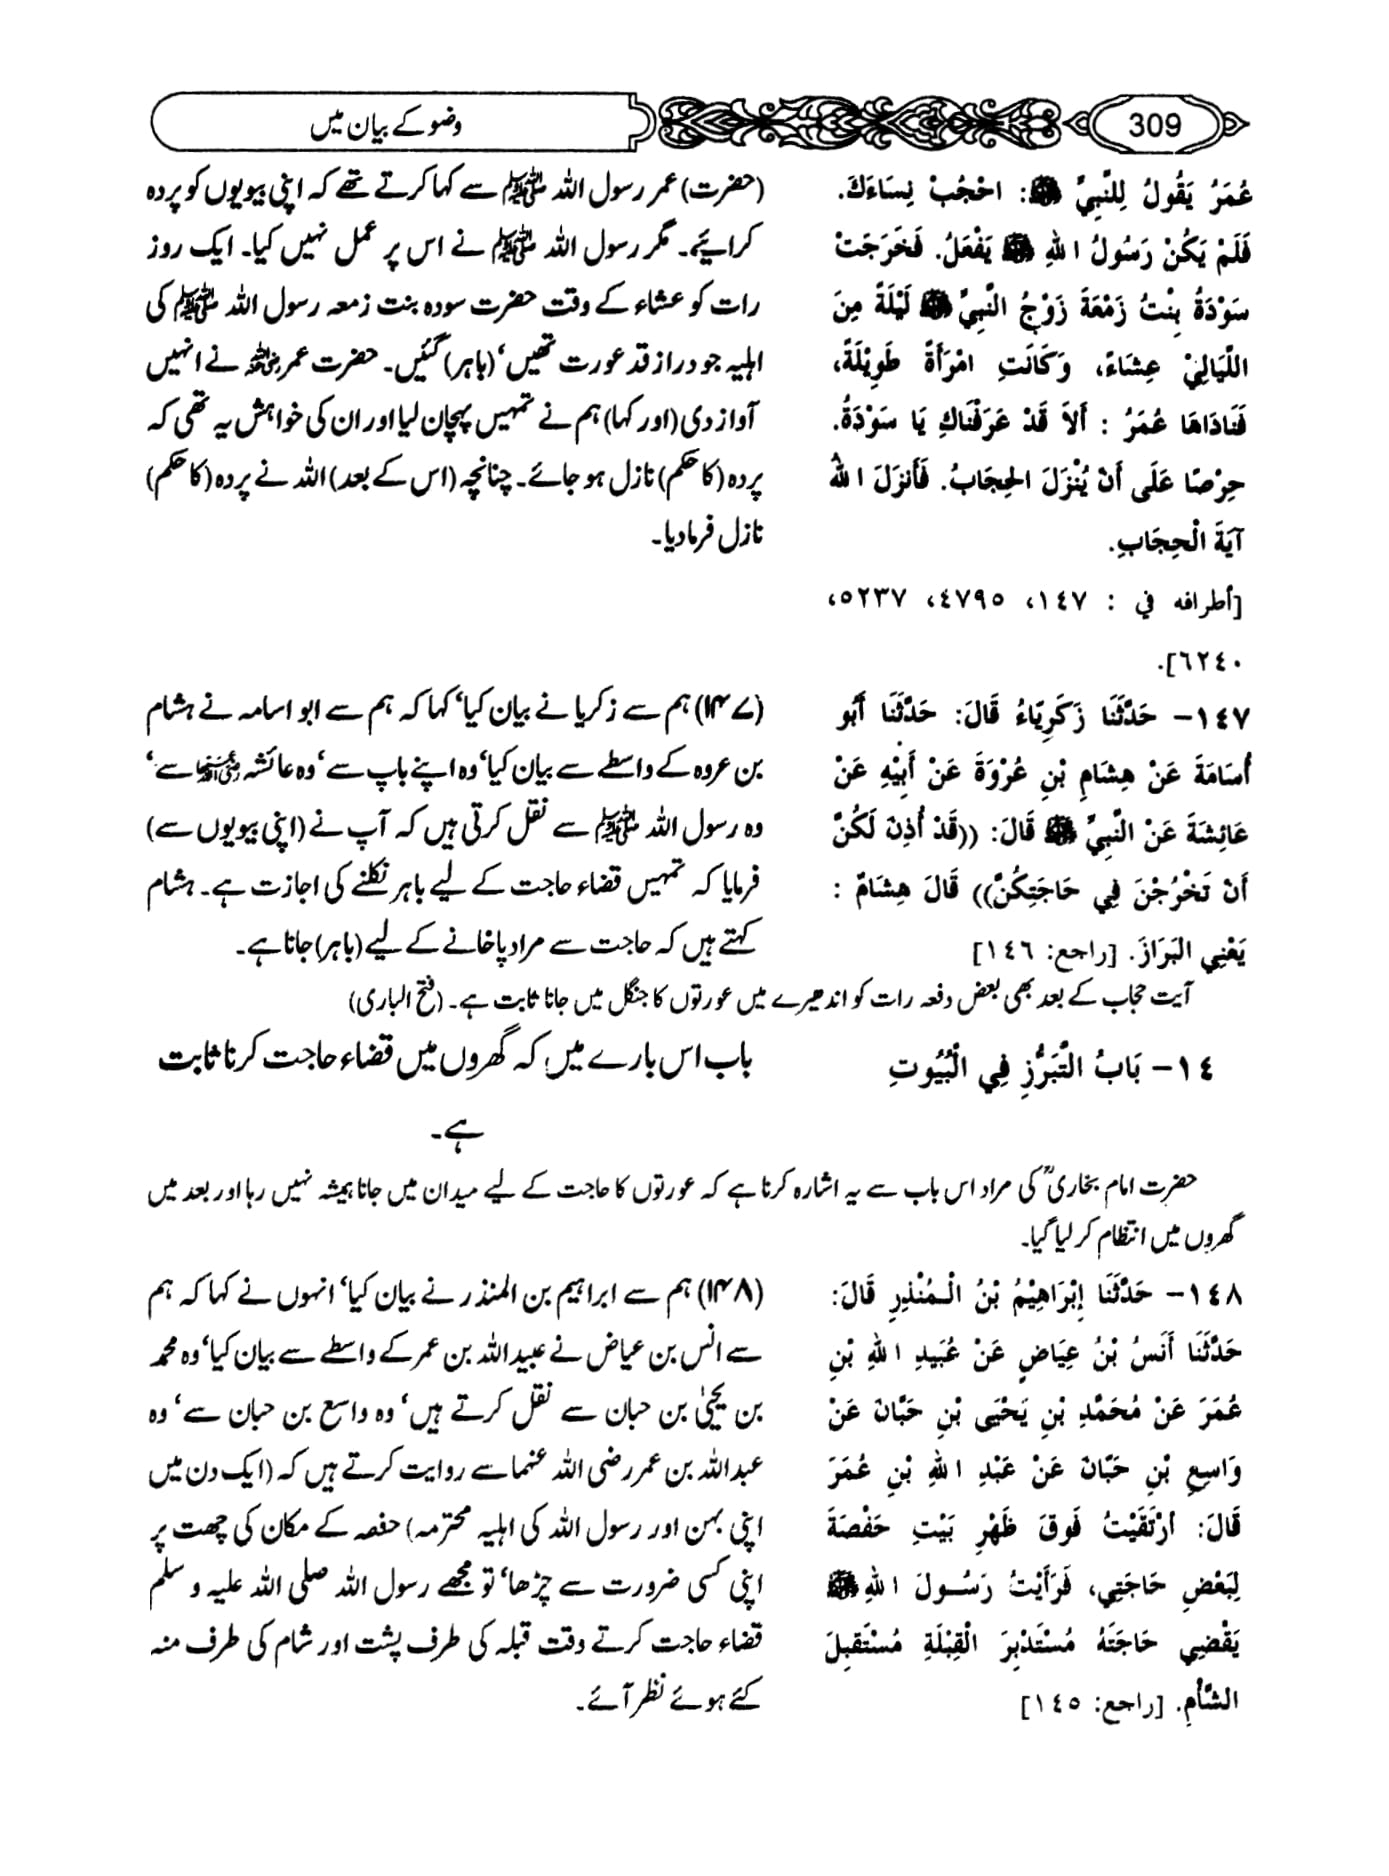 309
وضو کے بیان میں
عُمَرُ يَقُولُ لِلنَّبِيِّ ﷺ: احْجُبْ نِسَاءَكَ.
فَلَمْ يَكُنْ رَسُولُ اللهِ ﷺ يَفْعَلُ. فَخَرَجَتْ
سَوْدَةُ بِنْتُ زَمْعَةَ زَوْجُ النَّبِيِّ ﷺ لَيْلَةً مِنَ
اللَّيَالِيْ عِشَاءً، وَكَانَتِ امْرَأَةً طَوِيْلَةً،
فَنَادَاهَا عُمَرُ : أَلاَ قَدْ عَرَفْنَاكِ يَا سَوْدَةُ.
حِرْصًا عَلَى أَنْ يُنْزَلَ الحِجَابُ. فَأَنزَلَ اللهُ
آيَةَ الْحِجَابِ.
[أطرافه في : ١٤٧، ٤٧٩٥، ٥٢٣٧،
٦٢٤٠].
(حضرت) عمر رسول اللہ ﷺ سے کہا کرتے تھے کہ اپنی بیویوں کو پردہ
کرائیے۔ مگر رسول اللہ ﷺ نے اس پر عمل نہیں کیا۔ ایک روز
رات کو عشاء کے وقت حضرت سودہ بنت زمعہ رسول اللہ ﷺ کی
اہلیہ جو دراز قد عورت تھیں‘ (باہر) گئیں۔ حضرت عمر رضی اللہ عنہ نے انہیں
آواز دی (اور کہا) ہم نے تمہیں پہچان لیا اور ان کی خواہش یہ تھی کہ
پردہ (کا حکم) نازل ہو جائے۔ چنانچہ (اس کے بعد) اللہ نے پردہ (کا حکم)
نازل فرما دیا۔
١٤٧- حَدَّثَنَا زَكَرِيَّاءُ قَالَ: حَدَّثَنَا أَبُو
أُسَامَةَ عَنْ هِشَامِ بْنِ عُرْوَةَ عَنْ أَبِيْهِ عَنْ
عَائِشَةَ عَنْ النَّبِيِّ ﷺ قَالَ: ((قَدْ أُذِنَ لَكُنَّ
أَنْ تَخْرُجْنَ فِي حَاجَتِكُنَّ)) قَالَ هِشَامٌ :
يَعْنِي البَرَازَ. [راجع: ١٤٦]
(۱۴۷) ہم سے زکریا نے بیان کیا‘ کہا کہ ہم سے ابو اسامہ نے ہشام
بن عروہ کے واسطے سے بیان کیا‘ وہ اپنے باپ سے‘ وہ عائشہ رضی اللہ عنہا سے‘
وہ رسول اللہ ﷺ سے نقل کرتی ہیں کہ آپ نے (اپنی بیویوں سے)
فرمایا کہ تمہیں قضاء حاجت کے لیے باہر نکلنے کی اجازت ہے۔ ہشام
کہتے ہیں کہ حاجت سے مراد پاخانے کے لیے (باہر) جانا ہے۔
آیت حجاب کے بعد بھی بعض دفعہ رات کو اندھیرے میں عورتوں کا جنگل میں جانا ثابت ہے۔ (فتح الباری)
١٤- بَابُ التَّبَرُّزِ فِي الْبُيُوتِ
باب اس بارے میں کہ گھروں میں قضاء حاجت کرنا ثابت
ہے۔
حضرت امام بخاریؒ کی مراد اس باب سے یہ اشارہ کرنا ہے کہ عورتوں کا حاجت کے لیے میدان میں جانا ہمیشہ نہیں رہا اور بعد میں
گھروں میں انتظام کر لیا گیا۔
١٤٨- حَدَّثَنَا إِبْرَاهِيْمُ بْنُ الْمُنْذِرِ قَالَ:
حَدَّثَنَا أَنَسُ بْنُ عِيَاضٍ عَنْ عُبَيدِ اللهِ بْنِ
عُمَرَ عَنْ مُحَمَّدِ بْنِ يَحْيَى بْنِ حَبَّانَ عَنْ
وَاسِعِ بْنِ حَبَّانَ عَنْ عَبْدِ اللهِ بْنِ عُمَرَ
قَالَ: ارْتَقَيْتُ فَوقَ ظَهْرِ بَيْتِ حَفْصَةَ
لِبَعْضِ حَاجَتِي، فَرَأَيْتُ رَسُولَ اللهِ ﷺ
يَقْضِي حَاجَتَهُ مُسْتَدْبِرَ الْقِبْلَةِ مُسْتَقْبِلَ
الشَّأْمِ. [راجع: ١٤٥]
(۱۴۸) ہم سے ابراہیم بن المنذر نے بیان کیا‘ انہوں نے کہا کہ ہم
سے انس بن عیاض نے عبیداللہ بن عمر کے واسطے سے بیان کیا‘ وہ محمد
بن یحییٰ بن حبان سے نقل کرتے ہیں‘ وہ واسع بن حبان سے‘ وہ
عبداللہ بن عمر رضی اللہ عنما سے روایت کرتے ہیں کہ (ایک دن میں
اپنی بہن اور رسول اللہ کی اہلیہ محترمہ) حفصہ کے مکان کی چھت پر
اپنی کسی ضرورت سے چڑھا‘ تو مجھے رسول اللہ صلی اللہ علیہ و سلم
قضاء حاجت کرتے وقت قبلہ کی طرف پشت اور شام کی طرف منہ
کئے ہوئے نظر آئے۔